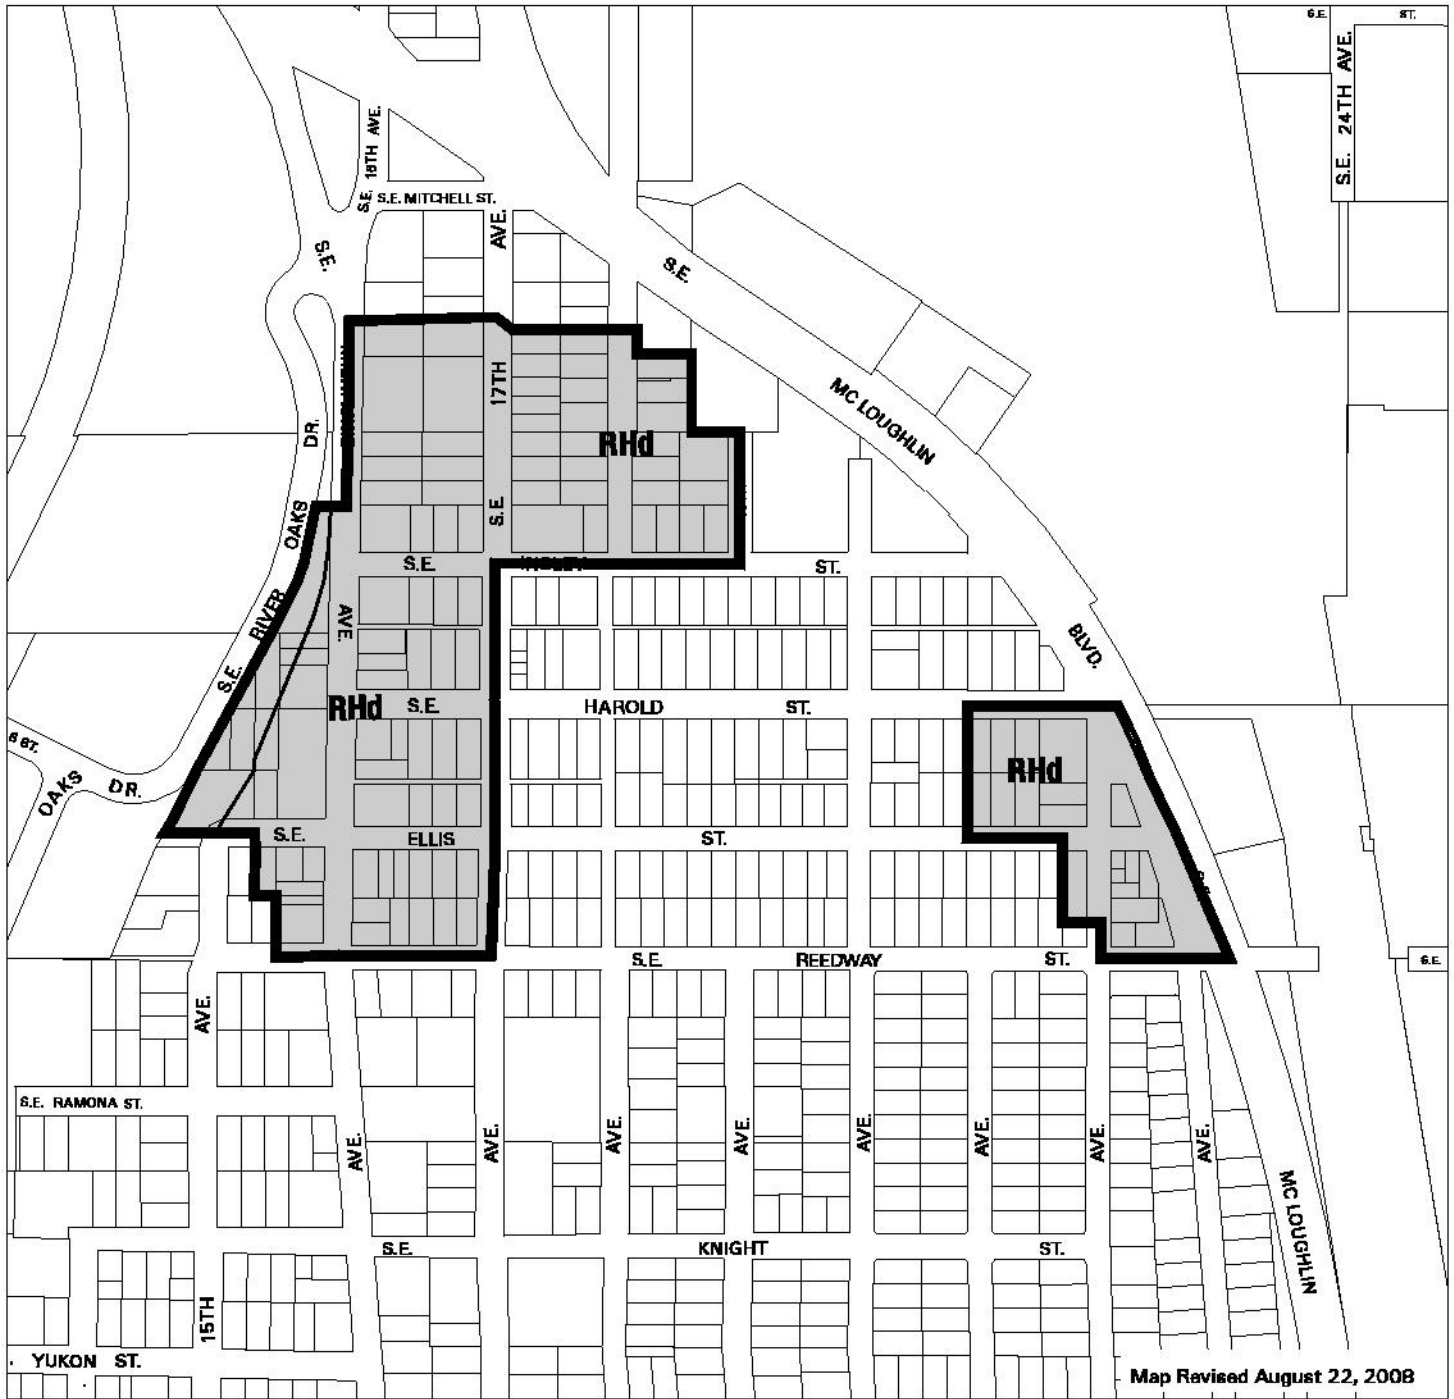 S.E. ST.
S.E. 24TH AVE.
S.E. 16TH AVE.
S.E. MITCHELL ST.
AVE.
S.E.
S.E.
17TH
MC LOUGHLIN
DR.
RHd
OAKS
S.E.
S.E.
ST.
RIVER
AVE.
BLVD.
S.E.
RHd
S.E.
HAROLD
ST.
S ST.
RHd
OAKS
DR.
S.E.
ELLIS
ST.
S.E.
REEDWAY
ST.
S.E.
AVE.
S.E. RAMONA ST.
AVE.
AVE.
AVE.
AVE.
AVE.
AVE.
AVE.
AVE.
MC LOUGHLIN
S.E.
KNIGHT
ST.
15TH
YUKON ST.
Map Revised August 22, 2008